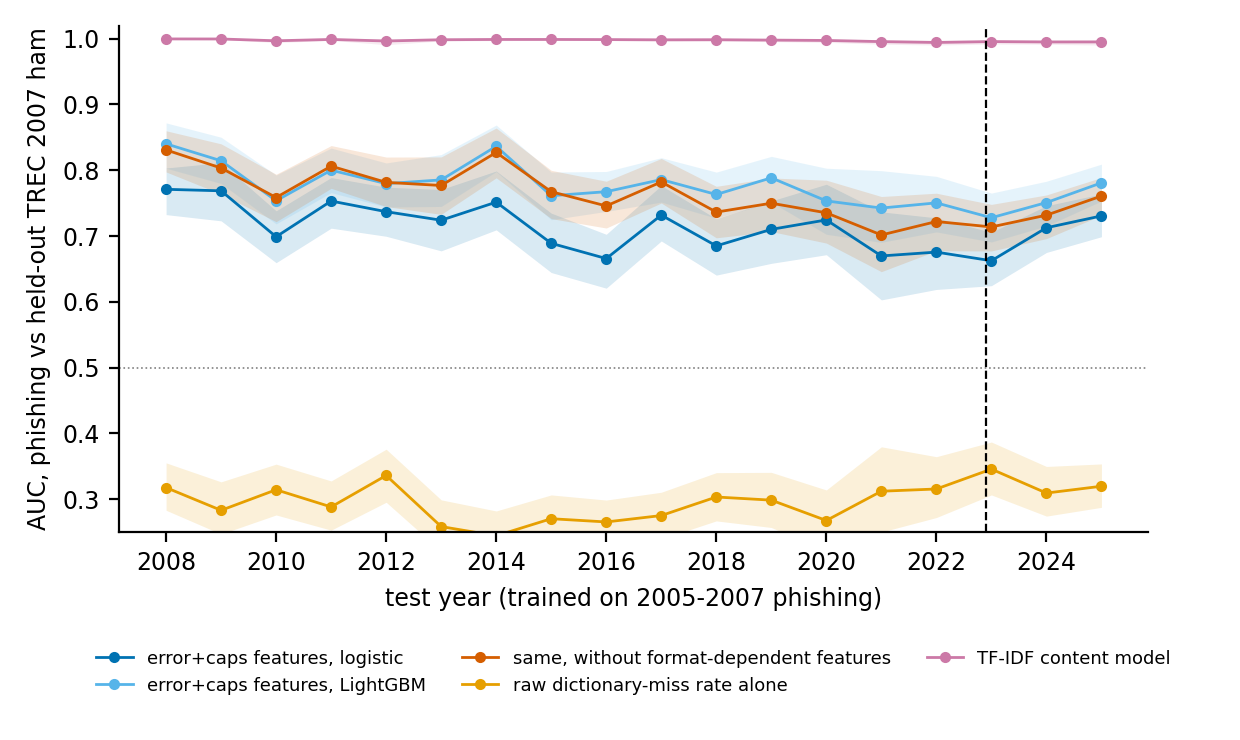 AUC, phishing vs held-out TREC 2007 ham
1.0
0.9
0.8
0.7
0.6
0.5
0.4
0.3
2008 2010 2012 2014 2016 2018 2020 2022 2024
test year (trained on 2005-2007 phishing)
error+caps features, logistic
error+caps features, LightGBM
same, without format-dependent features
raw dictionary-miss rate alone
TF-IDF content model